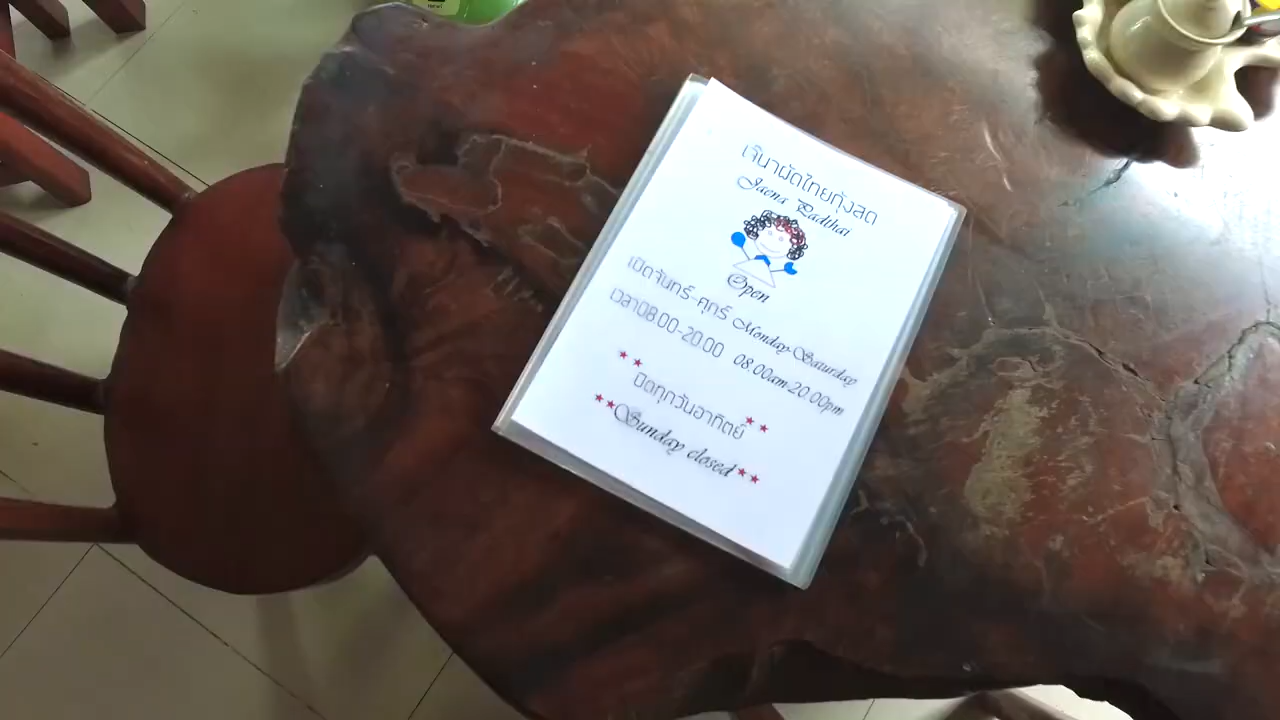 เจ๊นาผัดไทยกุ้งสด
Jaena Padthai
Open
เปิดจันทร์-ศุกร์ Monday-Saturday
เวลา08.00-20.00 08.00am-20.00pm
**
ปิดทุกวันอาทิตย์**
**Sunday closed**